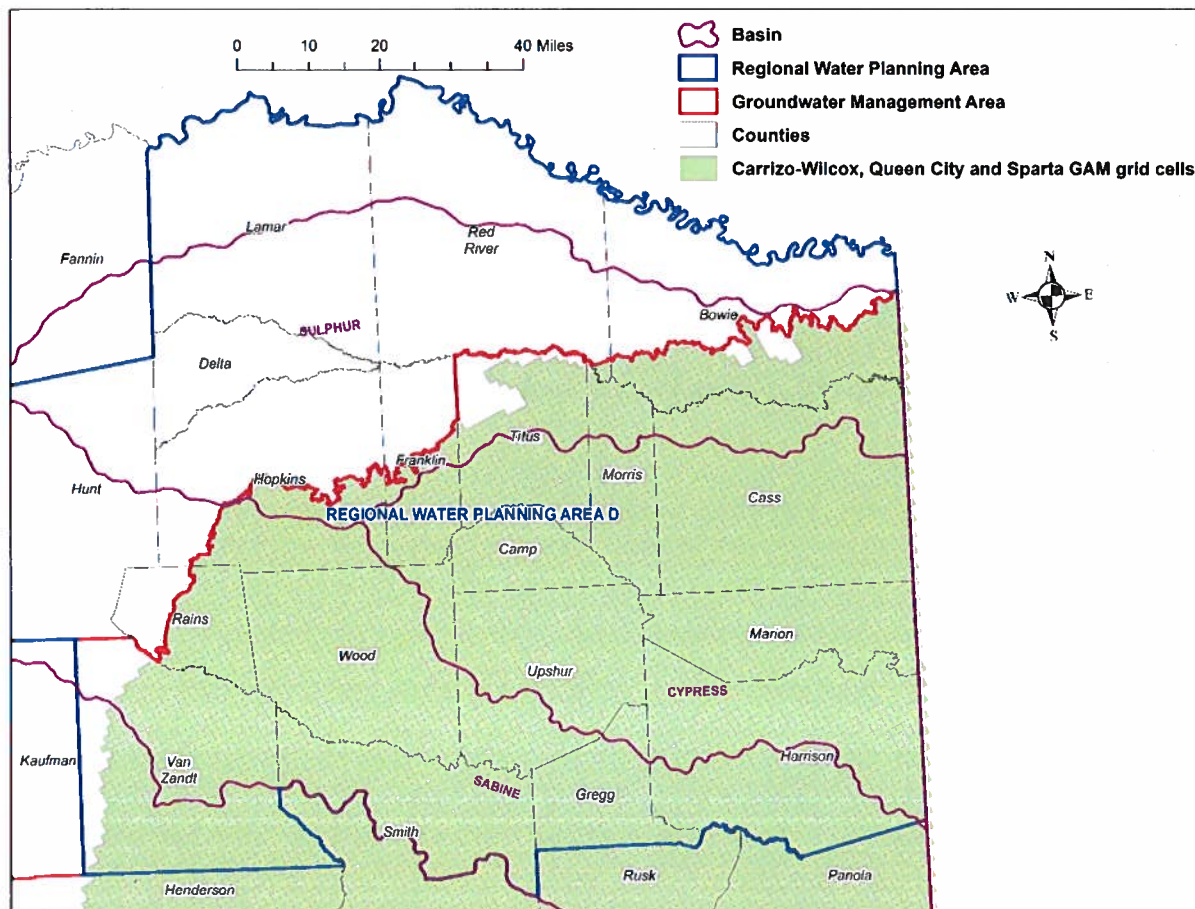 0 10 20 40 Miles
Basin
Regional Water Planning Area
Groundwater Management Area
Counties
Carrizo-Wilcox, Queen City and Sparta GAM grid cells
N
W E
S
Lamar
Red
River
Fannin
Bowie
SULPHUR
Delta
Titus
Franklin
Hopkins
Morris
Hunt
Cass
REGIONAL WATER PLANNING AREA D
Camp
Rains
Marion
Wood
Upshur
CYPRESS
Kaufman
Van
Zandt
Harrison
SABINE
Gregg
Smith
Rusk
Panola
Henderson